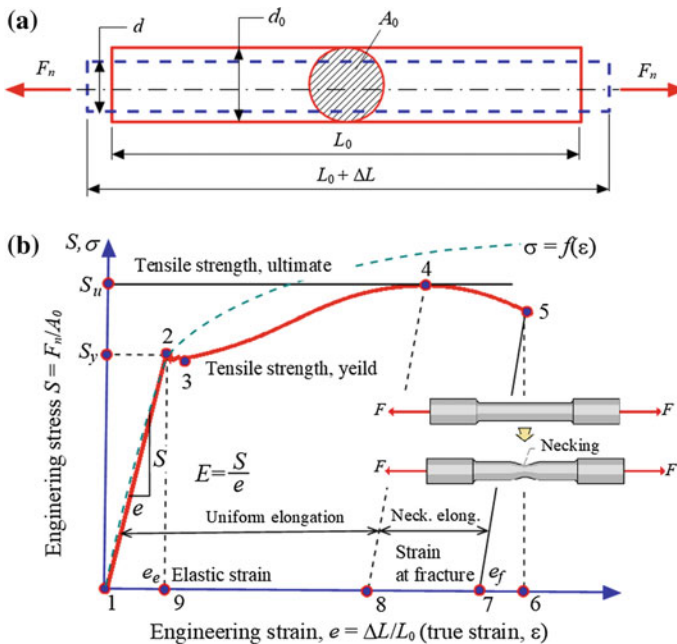 (a)
d
d₀
A₀
Fₙ
Fₙ
L₀
L₀ + ΔL
(b)
S, σ
σ = f(ε)
Tensile strength, ultimate
4
Sᵤ
5
2
S_y
3
Tensile strength, yeild
Engineering stress S = Fₙ/A₀
F
F
S
E = S/e
Necking
e
F
F
Uniform elongation
Neck. elong.
Strain
at fracture
eₑ
Elastic strain
e_f
1
9
8
7
6
Engineering strain, e = ΔL/L₀ (true strain, ε)